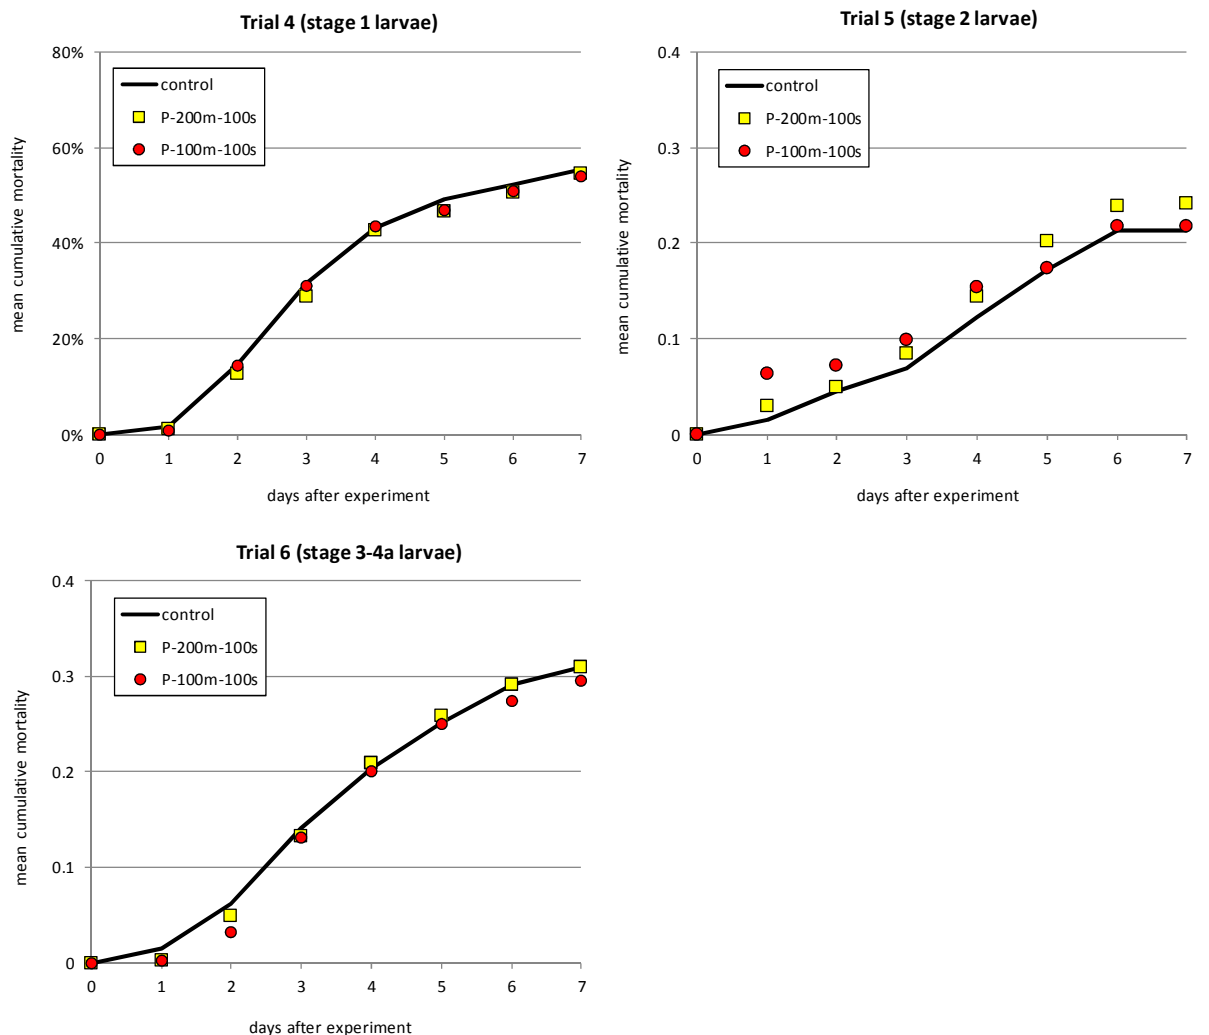 Trial 4 (stage 1 larvae)
80%
60%
40%
20%
0%
mean cumulative mortality
control
P-200m-100s
P-100m-100s
0 1 2 3 4 5 6 7
days after experiment
Trial 5 (stage 2 larvae)
0.4
0.3
0.2
0.1
0
mean cumulative mortality
control
P-200m-100s
P-100m-100s
0 1 2 3 4 5 6 7
days after experiment
Trial 6 (stage 3-4a larvae)
0.4
0.3
0.2
0.1
0
mean cumulative mortality
control
P-200m-100s
P-100m-100s
0 1 2 3 4 5 6 7
days after experiment